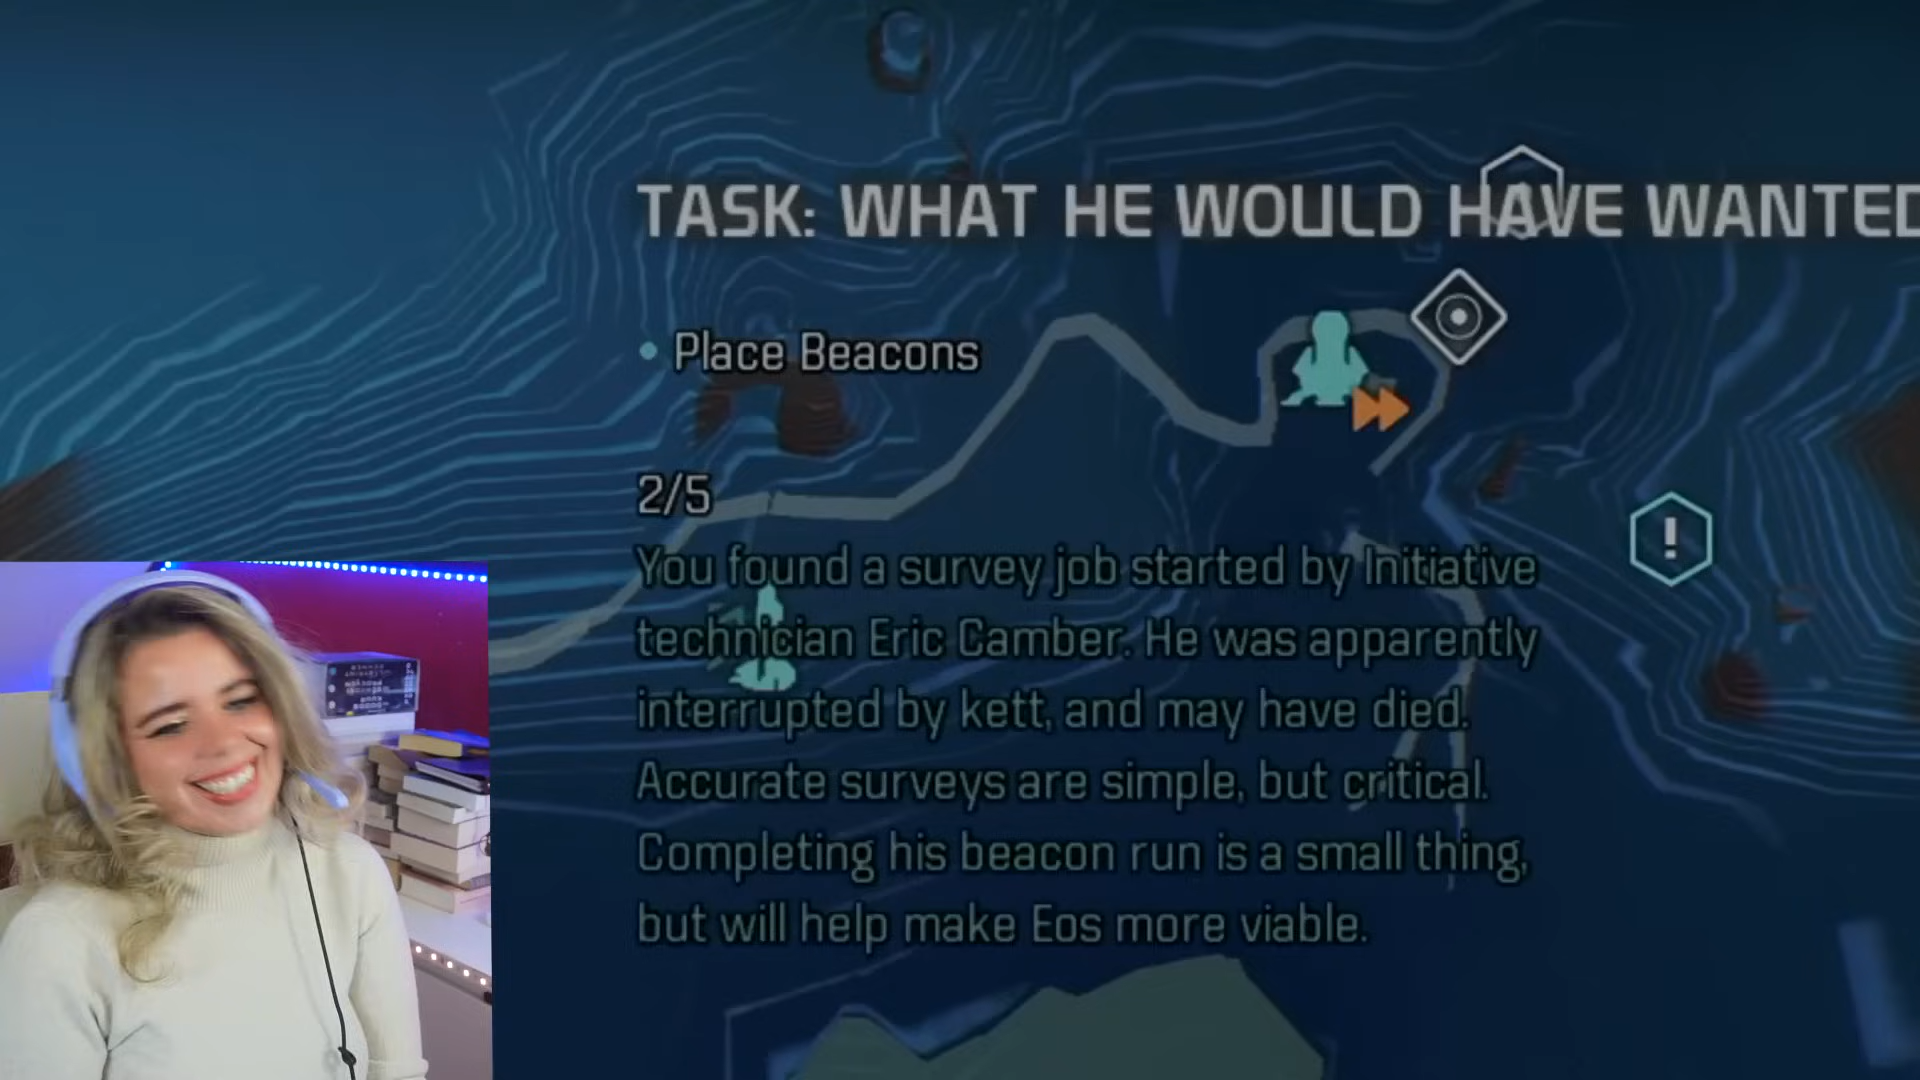 TASK: WHAT HE WOULD HAVE WANTED
Place Beacons
2/5
You found a survey job started by Initiative
technician Eric Camber. He was apparently
interrupted by kett, and may have died.
Accurate surveys are simple, but critical.
Completing his beacon run is a small thing,
but will help make Eos more viable.